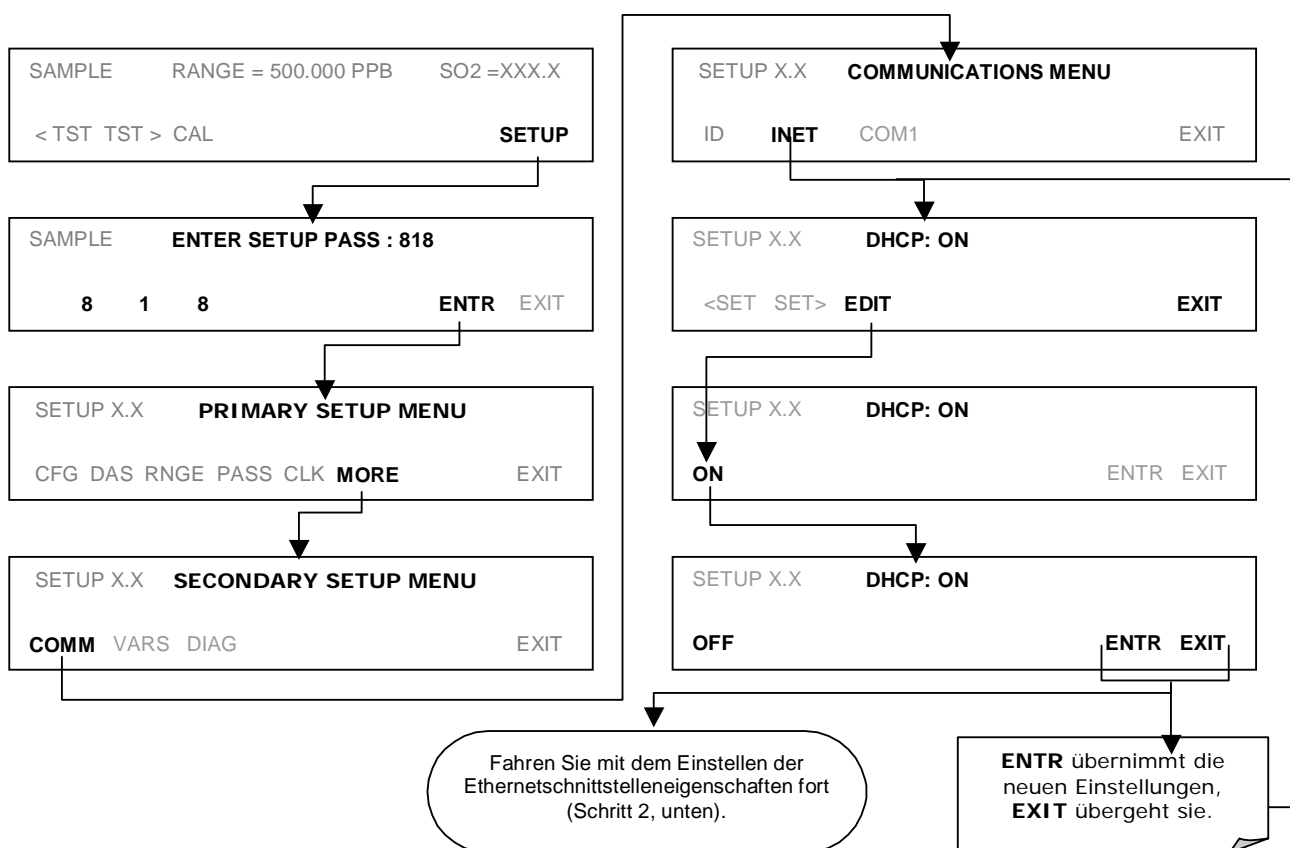 SAMPLE RANGE = 500.000 PPB SO2 =XXX.X
< TST TST > CAL SETUP
SAMPLE ENTER SETUP PASS : 818
8 1 8 ENTR EXIT
SETUP X.X PRIMARY SETUP MENU
CFG DAS RNGE PASS CLK MORE EXIT
SETUP X.X SECONDARY SETUP MENU
COMM VARS DIAG EXIT
SETUP X.X COMMUNICATIONS MENU
ID INET COM1 EXIT
SETUP X.X DHCP: ON
<SET SET> EDIT EXIT
SETUP X.X DHCP: ON
ON ENTR EXIT
SETUP X.X DHCP: ON
OFF ENTR EXIT
Fahren Sie mit dem Einstellen der
Ethernetschnittstelleneigenschaften fort
(Schritt 2, unten).
ENTR übernimmt die
neuen Einstellungen,
EXIT übergeht sie.